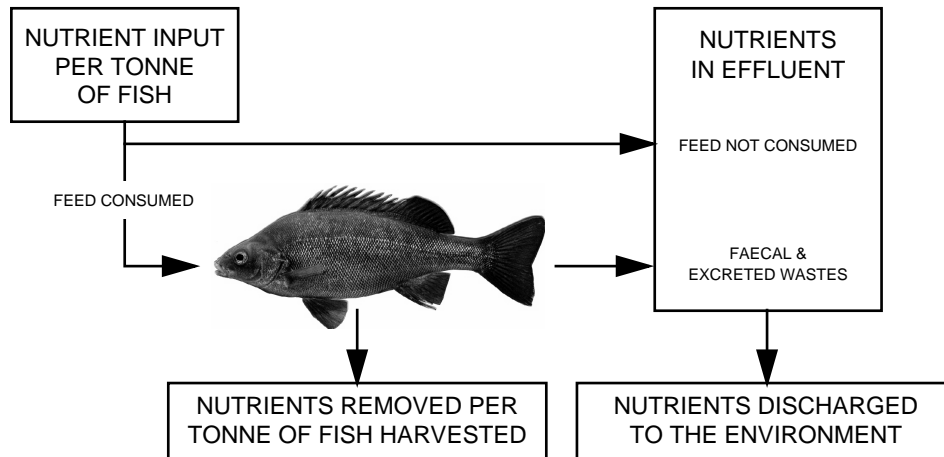 NUTRIENT INPUT
PER TONNE
OF FISH
NUTRIENTS
IN EFFLUENT
FEED NOT CONSUMED
FEED CONSUMED
FAECAL &
EXCRETED WASTES
NUTRIENTS REMOVED PER
TONNE OF FISH HARVESTED
NUTRIENTS DISCHARGED
TO THE ENVIRONMENT